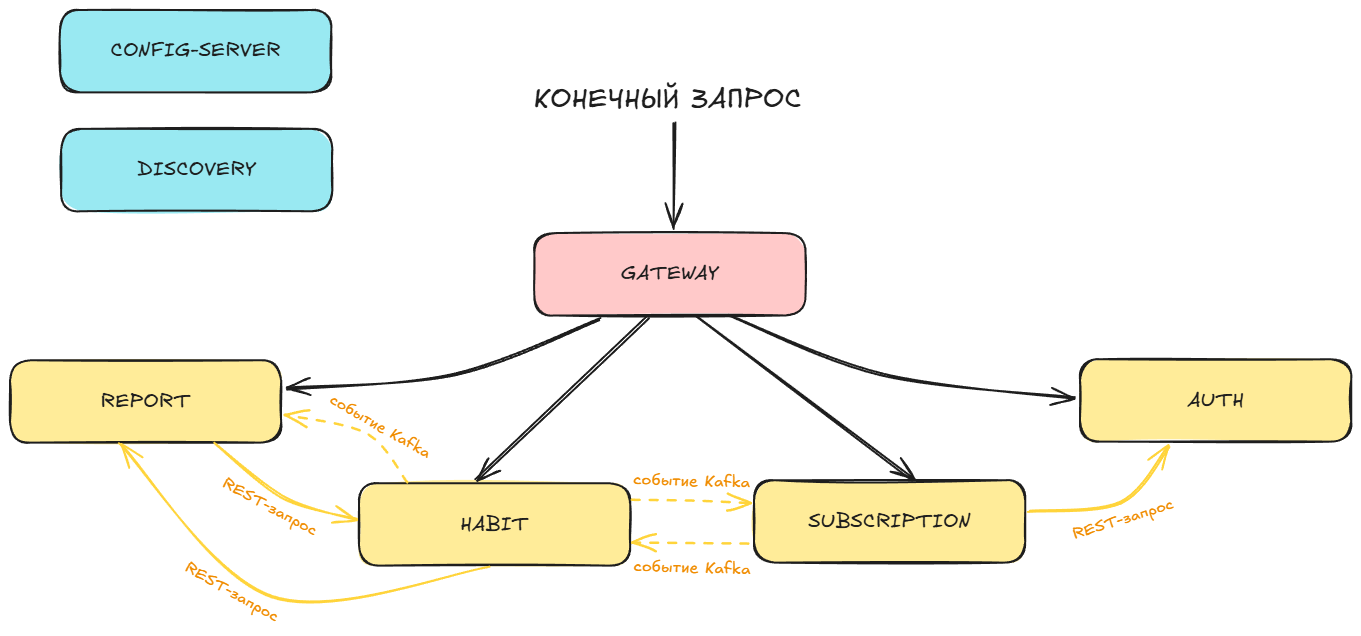 CONFIG-SERVER
КОНЕЧНЫЙ ЗАПРОС
DISCOVERY
GATEWAY
REPORT
AUTH
событие Kafka
REST-запрос
событие Kafka
HABIT
SUBSCRIPTION
REST-запрос
событие Kafka
REST-запрос